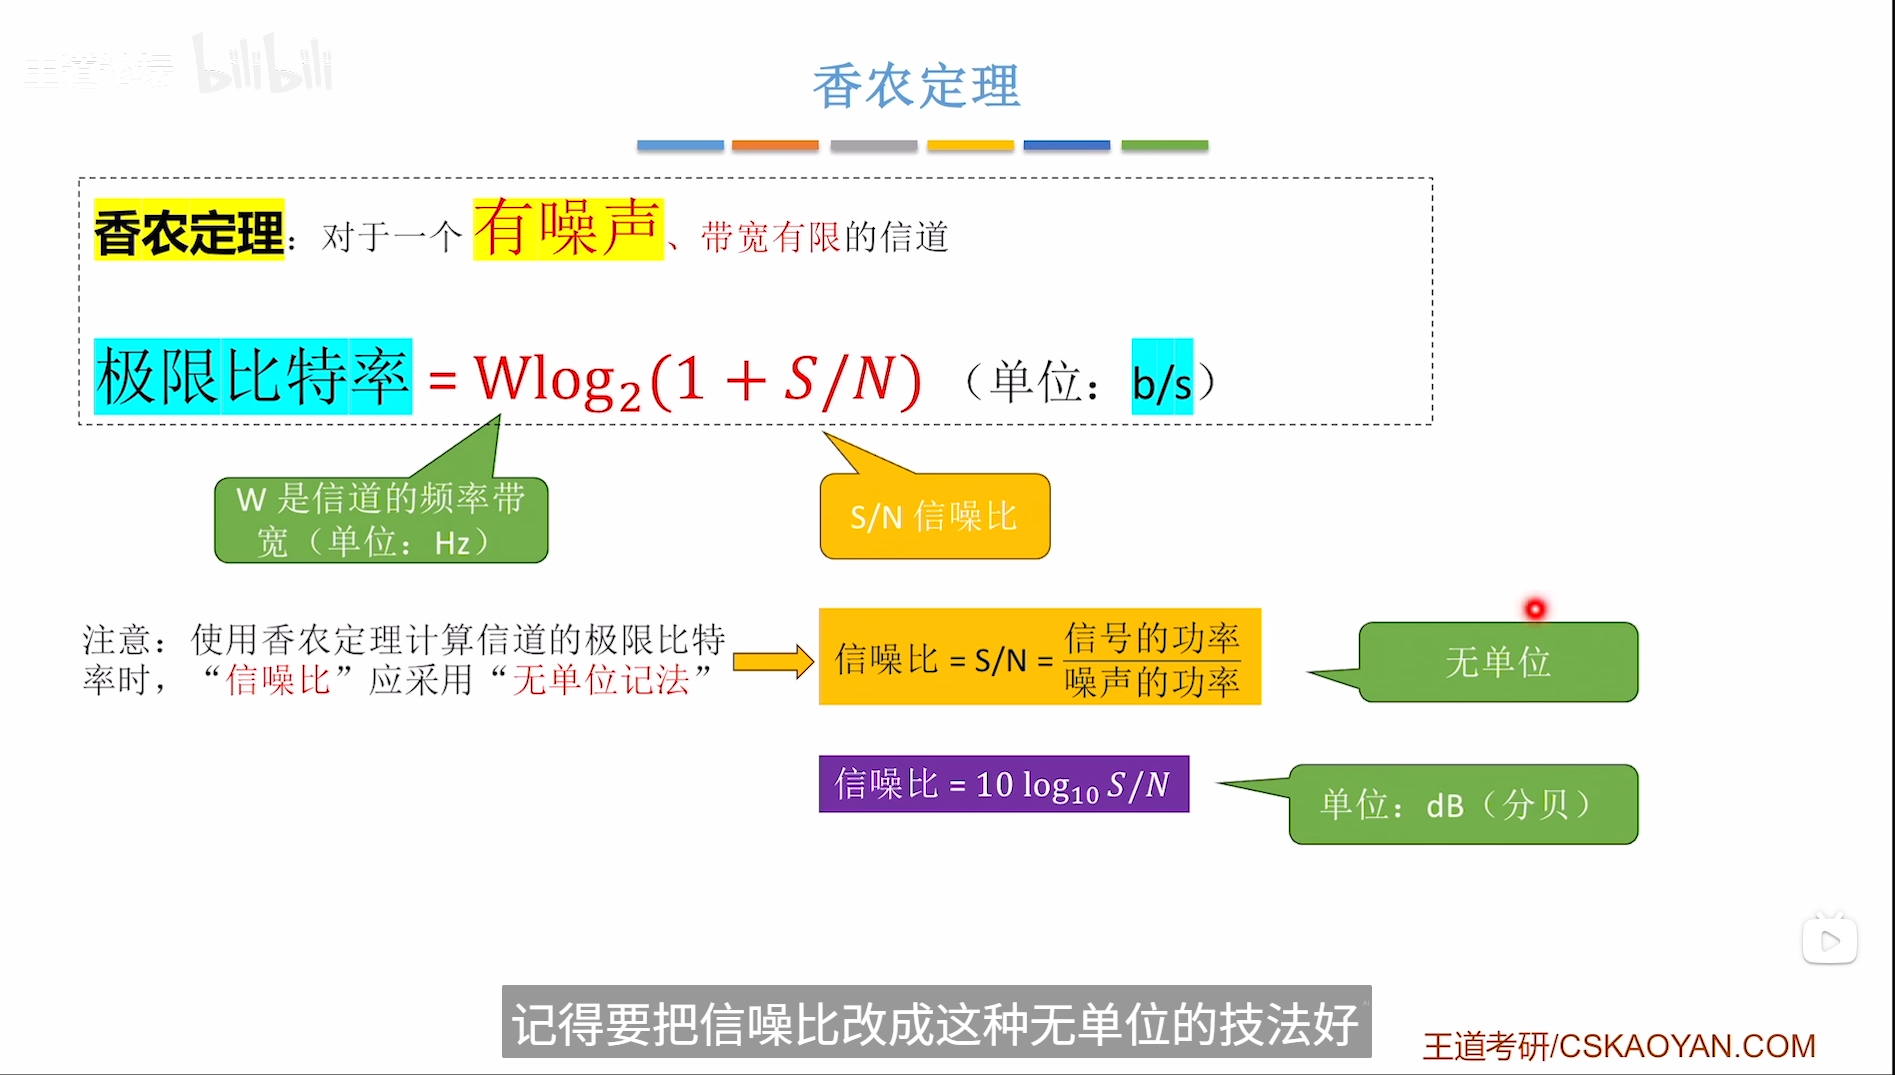 王道论坛 bilibili
香农定理
香农定理：对于一个 有噪声、带宽有限的信道
极限比特率 = Wlog₂(1 + S/N) （单位：b/s）
W 是信道的频率带
宽（单位：Hz）
S/N 信噪比
注意：使用香农定理计算信道的极限比特
率时，“信噪比”应采用“无单位记法”
信噪比 = S/N = 信号的功率
噪声的功率
无单位
信噪比 = 10 log₁₀ S/N
单位：dB（分贝）
记得要把信噪比改成这种无单位的技法好
王道考研/CSKAOYAN.COM